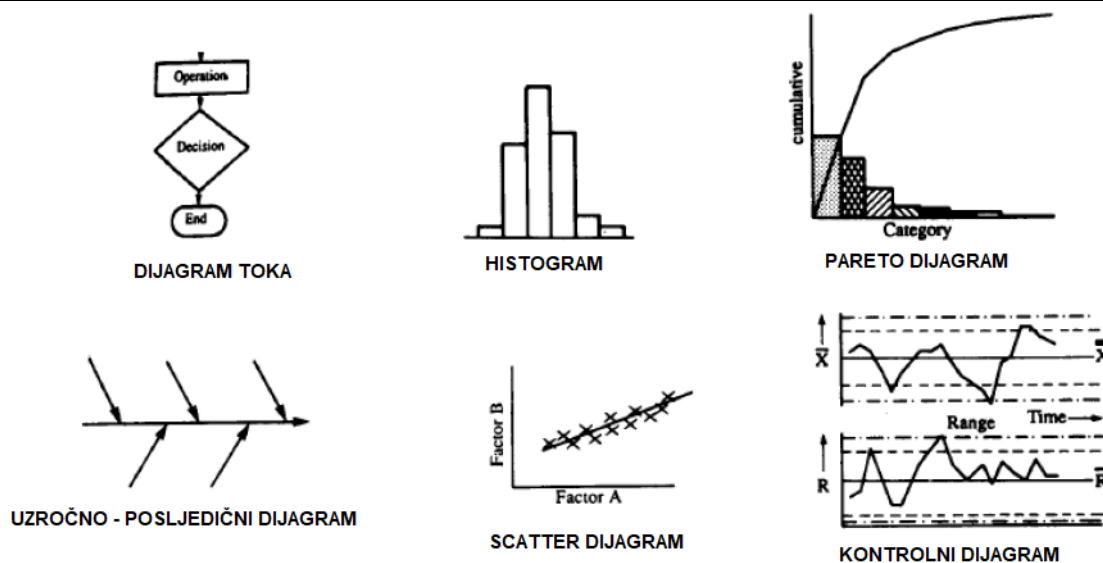 Operation
Decision
End
DIJAGRAM TOKA
HISTOGRAM
cumulative
Category
PARETO DIJAGRAM
UZROČNO - POSLJEDIČNI DIJAGRAM
Factor B
Factor A
SCATTER DIJAGRAM
X̅
X̿
Range
Time
R
R̅
KONTROLNI DIJAGRAM